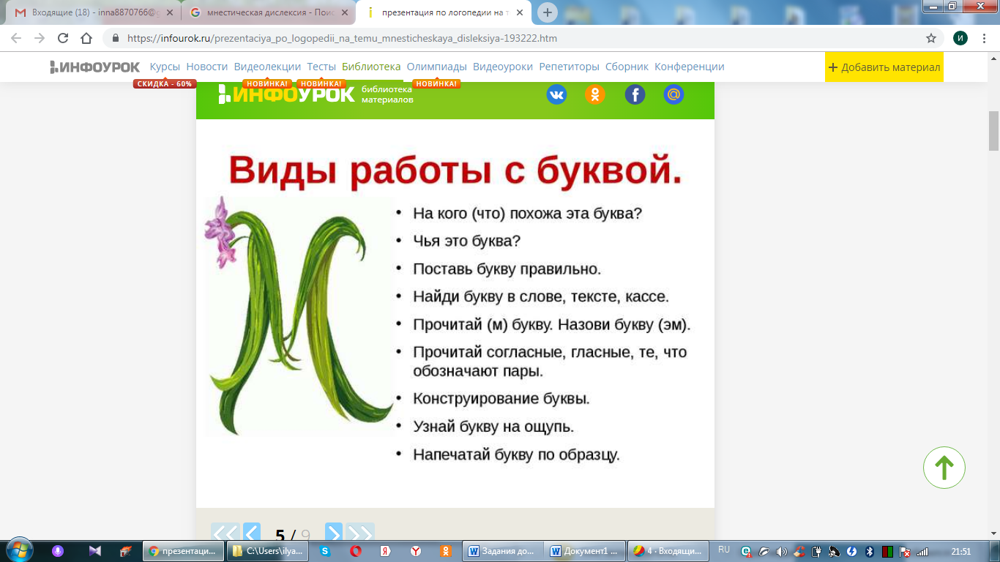 Входящие (18) - inna8870766@g
мнестическая дислексия - Поис
презентация по логопедии на т
https://infourok.ru/prezentaciya_po_logopedii_na_temu_mnesticheskaya_disleksiya-193222.htm
И
ИНФОУРОК
Курсы Новости Видеолекции Тесты Библиотека Олимпиады Видеоуроки Репетиторы Сборник Конференции
+ Добавить материал
СКИДКА - 60% НОВИНКА! НОВИНКА! НОВИНКА!
ИНФОУРОК
библиотека
материалов
Виды работы с буквой.
М
• На кого (что) похожа эта буква?
• Чья это буква?
• Поставь букву правильно.
• Найди букву в слове, тексте, кассе.
• Прочитай (м) букву. Назови букву (эм).
• Прочитай согласные, гласные, те, что
обозначают пары.
• Конструирование буквы.
• Узнай букву на ощупь.
• Напечатай букву по образцу.
5 / 9
презентаци...
C:\Users\ilya...
Задания до...
Документ1 ...
4 · Входящи...
RU
21:51